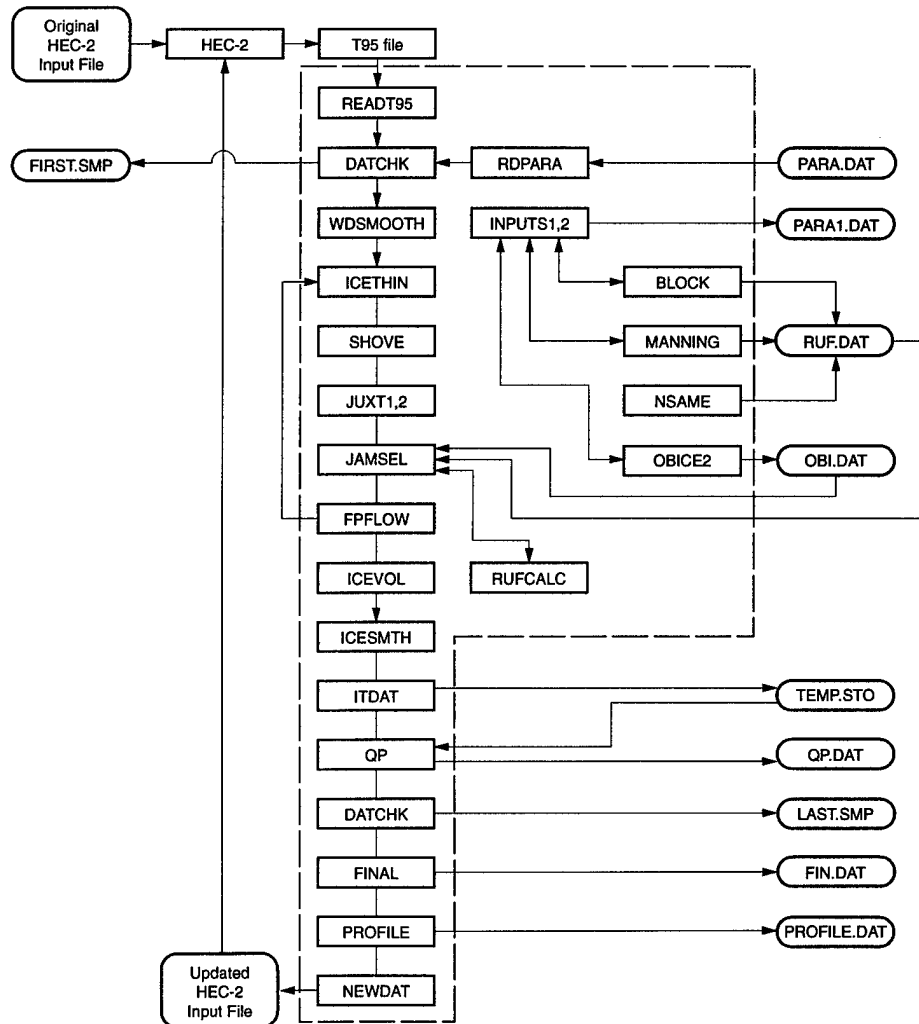 Original
HEC-2
Input File
HEC-2
T95 file
READT95
FIRST.SMP
DATCHK
RDPARA
PARA.DAT
WDSMOOTH
INPUTS1,2
PARA1.DAT
ICETHIN
BLOCK
SHOVE
MANNING
RUF.DAT
JUXT1,2
NSAME
JAMSEL
OBICE2
OBI.DAT
FPFLOW
ICEVOL
RUFCALC
ICESMTH
ITDAT
TEMP.STO
QP
QP.DAT
DATCHK
LAST.SMP
FINAL
FIN.DAT
PROFILE
PROFILE.DAT
Updated
HEC-2
Input File
NEWDAT